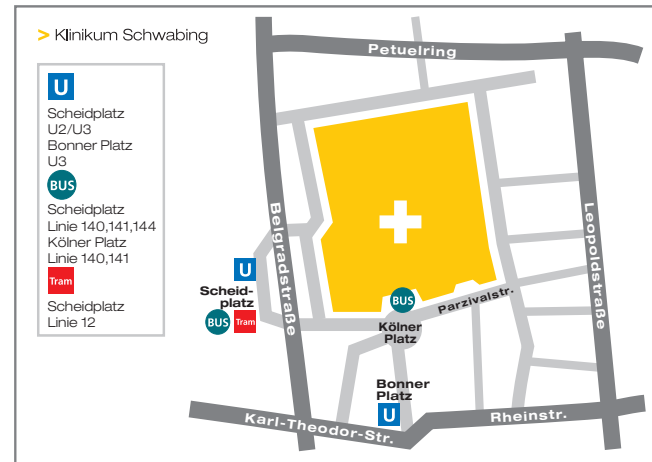 > Klinikum Schwabing
U
Scheidplatz
U2/U3
Bonner Platz
U3
BUS
Scheidplatz
Linie 140,141,144
Kölner Platz
Linie 140,141
Tram
Scheidplatz
Linie 12
Petuelring
Belgradstraße
Leopoldstraße
U
Scheid-
platz
BUS Tram
BUS
Kölner
Platz
Parzivalstr.
Bonner
Platz
U
Karl-Theodor-Str.
Rheinstr.